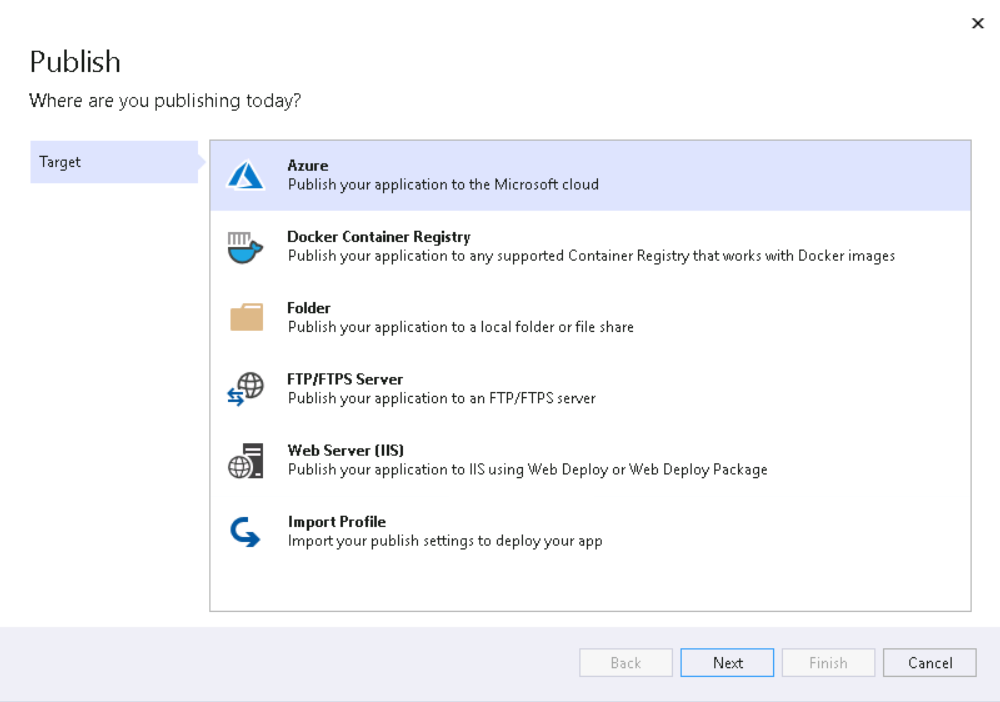 Publish
Where are you publishing today?
Target
Azure
Publish your application to the Microsoft cloud
Docker Container Registry
Publish your application to any supported Container Registry that works with Docker images
Folder
Publish your application to a local folder or file share
FTP/FTPS Server
Publish your application to an FTP/FTPS server
Web Server (IIS)
Publish your application to IIS using Web Deploy or Web Deploy Package
Import Profile
Import your publish settings to deploy your app
Back
Next
Finish
Cancel